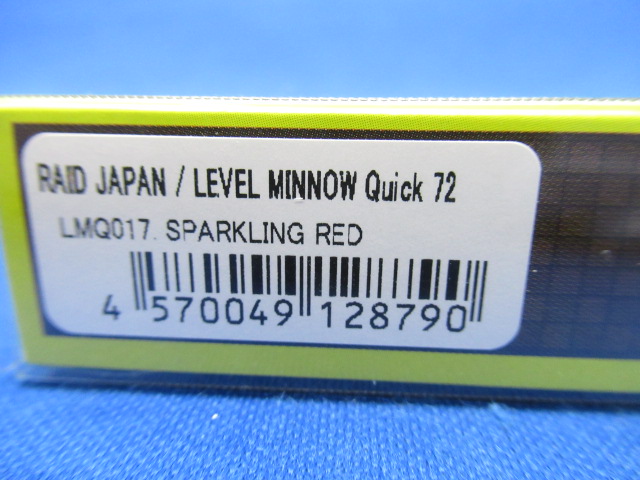 RAID JAPAN / LEVEL MINNOW Quick 72
LMQ017. SPARKLING RED
4 570049 128790